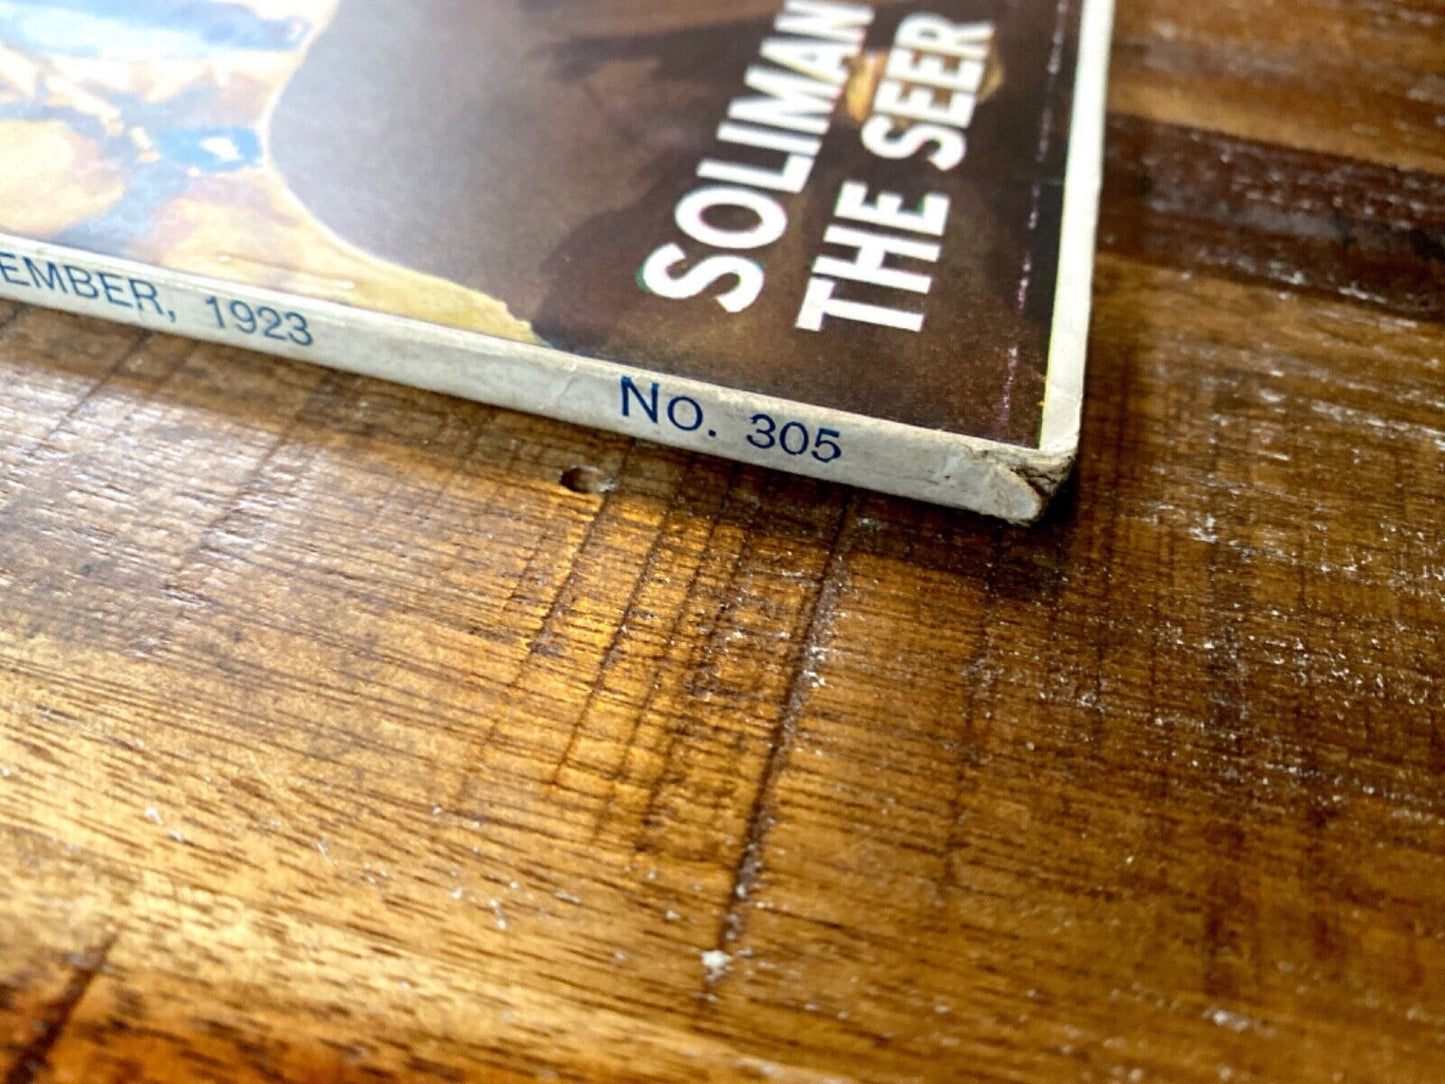 SOLIMAN
THE SEER
EMBER, 1923
No. 305